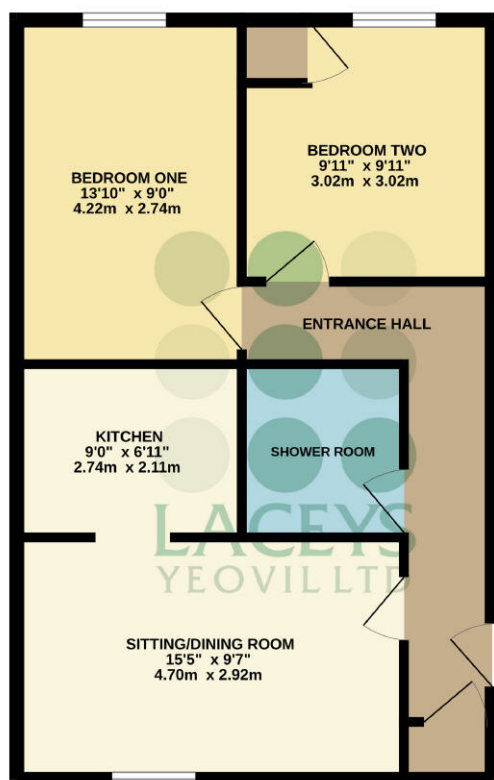 BEDROOM ONE
13'10" x 9'0"
4.22m x 2.74m
BEDROOM TWO
9'11" x 9'11"
3.02m x 3.02m
ENTRANCE HALL
KITCHEN
9'0" x 6'11"
2.74m x 2.11m
SHOWER ROOM
LACEYS
YEOVIL LTD
SITTING/DINING ROOM
15'5" x 9'7"
4.70m x 2.92m